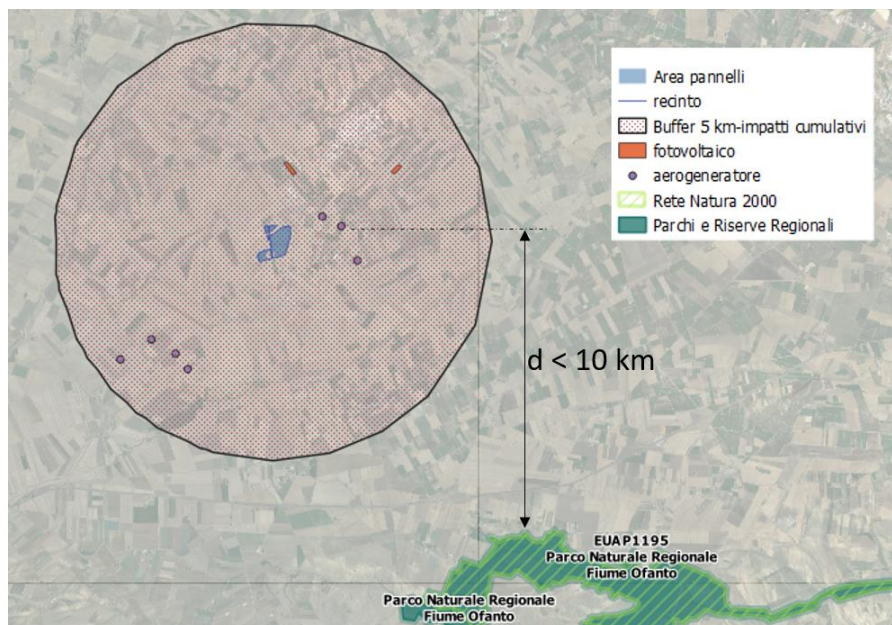 Area pannelli
recinto
Buffer 5 km-impatti cumulativi
fotovoltaico
aerogeneratore
Rete Natura 2000
Parchi e Riserve Regionali
d < 10 km
EUAP1195
Parco Naturale Regionale
Fiume Ofanto
Parco Naturale Regionale
Fiume Ofanto